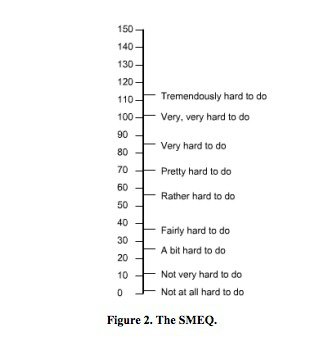 150
140
130
120
110 Tremendously hard to do
100 Very, very hard to do
90
80 Very hard to do
70 Pretty hard to do
60
50 Rather hard to do
40
30 Fairly hard to do
20 A bit hard to do
10 Not very hard to do
0 Not at all hard to do
Figure 2. The SMEQ.